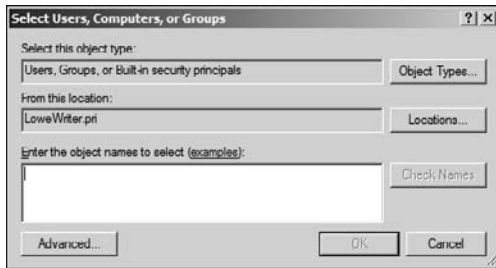 Select Users, Computers, or Groups
Select this object type:
Users, Groups, or Built-in security principals
Object Types...
From this location:
LoweWriter.pri
Locations...
Enter the object names to select (examples):
Check Names
Advanced...
OK
Cancel